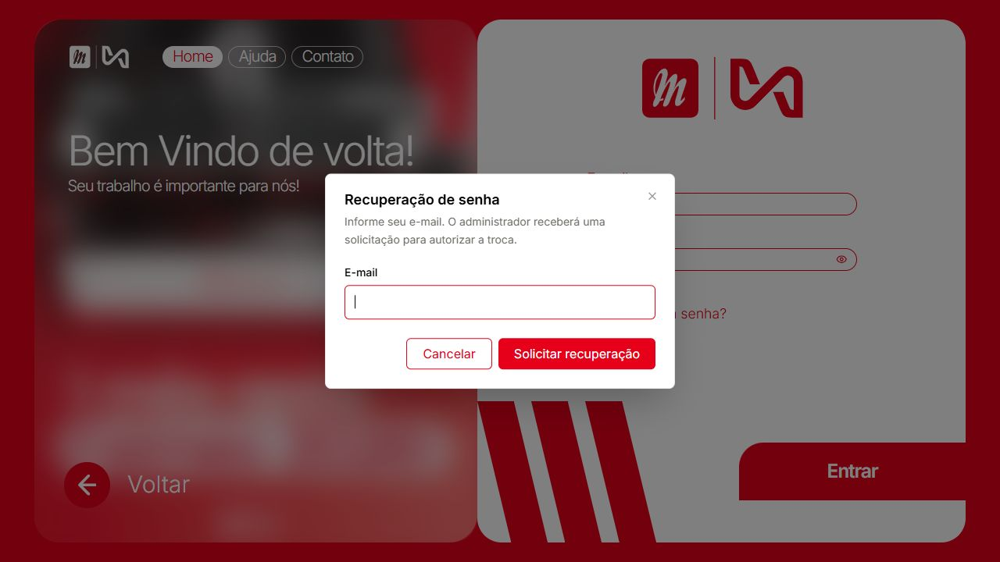 Home
Ajuda
Contato
Bem Vindo de volta!
Seu trabalho é importante para nós!
Recuperação de senha
Informe seu e-mail. O administrador receberá uma
solicitação para autorizar a troca.
E-mail
Cancelar
Solicitar recuperação
senha?
Voltar
Entrar